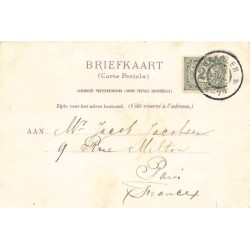 BRIEFKAART
(Carte Postale)
ALGEMEENE POSTVEREENIGING (UNION POSTALE UNIVERSELLE)
Zijde voor het adres bestemd. (Côté réservé à l'adresse.)
AAN Mr Jacob Jacobsen
9 Rue Milton
Paris
(France)